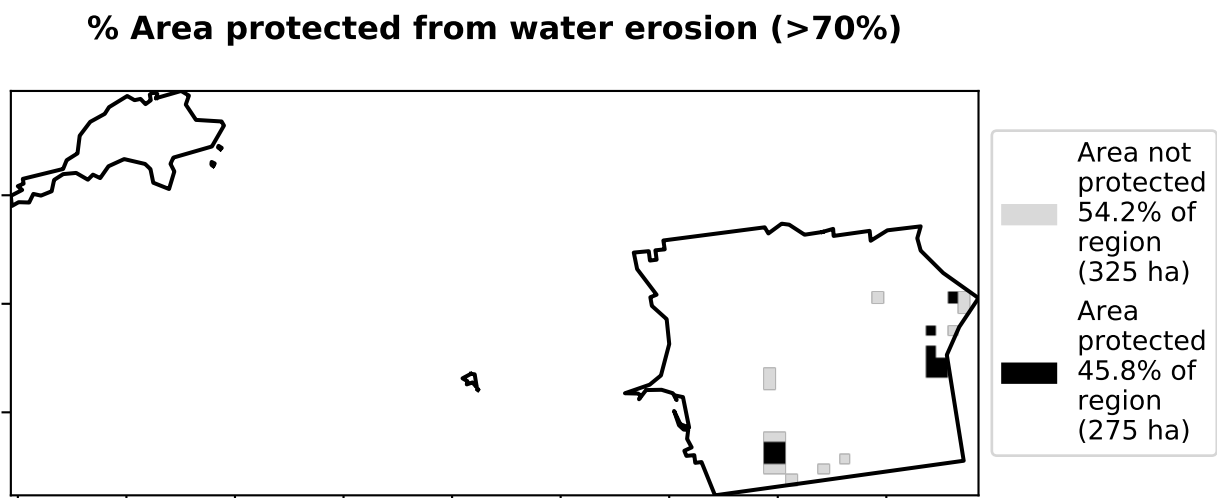 % Area protected from water erosion (>70%)
Area not
protected
54.2% of
region
(325 ha)
Area
protected
45.8% of
region
(275 ha)